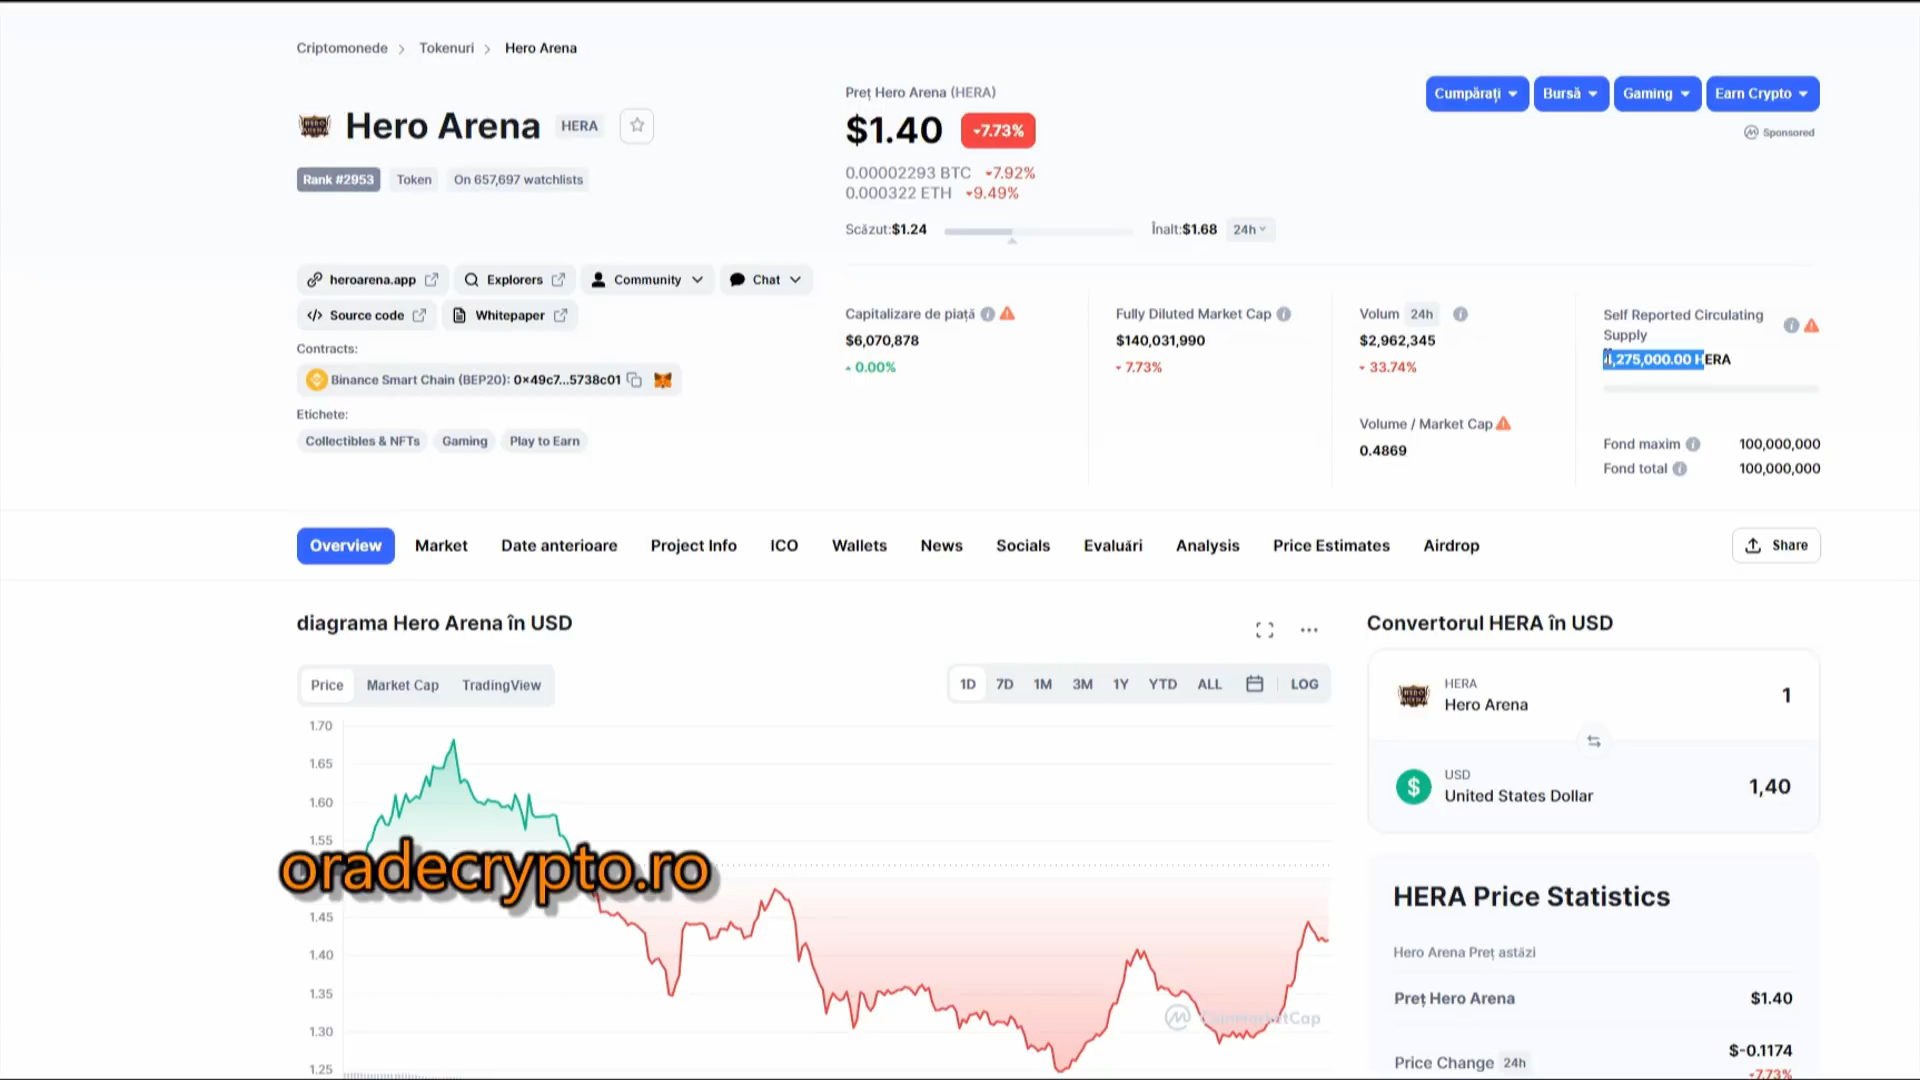 Criptomonede > Tokenuri > Hero Arena
Hero Arena HERA
Rank #2953 Token On 657,697 watchlists
heroarena.app Explorers Community Chat
Source code Whitepaper
Contracts:
Binance Smart Chain (BEP20): 0x49c7...5738c01
Etichete:
Collectibles & NFTs Gaming Play to Earn
Preț Hero Arena (HERA)
$1.40 -7.73%
0.00002293 BTC -7.92%
0.000322 ETH -9.49%
Scăzut:$1.24 Înalt:$1.68 24h
Cumpărați Bursă Gaming Earn Crypto
Sponsored
Capitalizare de piață
$6,070,878
0.00%
Fully Diluted Market Cap
$140,031,990
7.73%
Volum 24h
$2,962,345
33.74%
Volume / Market Cap
0.4869
Self Reported Circulating
Supply
4,275,000.00 HERA
Fond maxim 100,000,000
Fond total 100,000,000
Overview Market Date anterioare Project Info ICO Wallets News Socials Evaluări Analysis Price Estimates Airdrop Share
diagrama Hero Arena în USD
Price Market Cap TradingView
1D 7D 1M 3M 1Y YTD ALL LOG
1.70
1.65
1.60
1.55
oradecrypto.ro
1.45
1.40
1.35
1.30
1.25
CoinMarketCap
Convertorul HERA în USD
HERA
Hero Arena 1
USD
United States Dollar 1,40
HERA Price Statistics
Hero Arena Preț astăzi
Preț Hero Arena $1.40
Price Change 24h $-0.1174
-7.73%